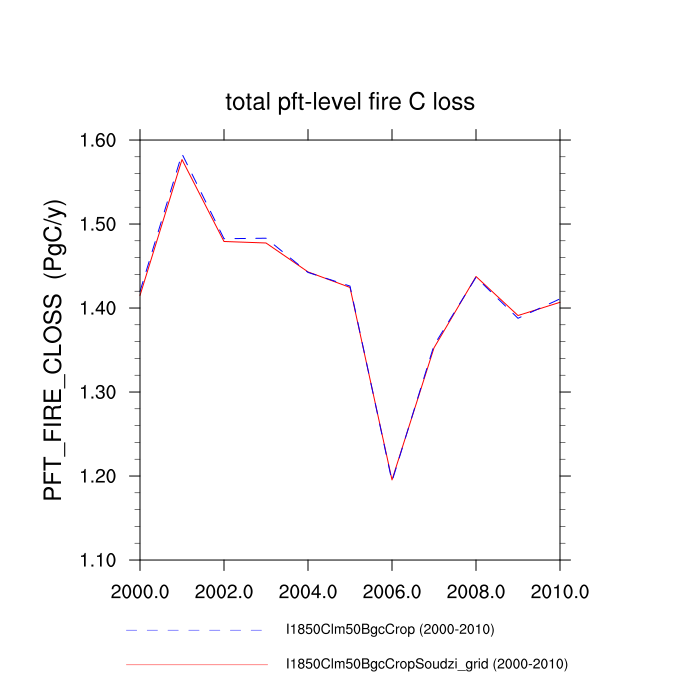 total pft-level fire C loss
PFT_FIRE_CLOSS (PgC/y)
1.60
1.50
1.40
1.30
1.20
1.10
2000.0 2002.0 2004.0 2006.0 2008.0 2010.0
I1850Clm50BgcCrop (2000-2010)
I1850Clm50BgcCropSoudzi_grid (2000-2010)